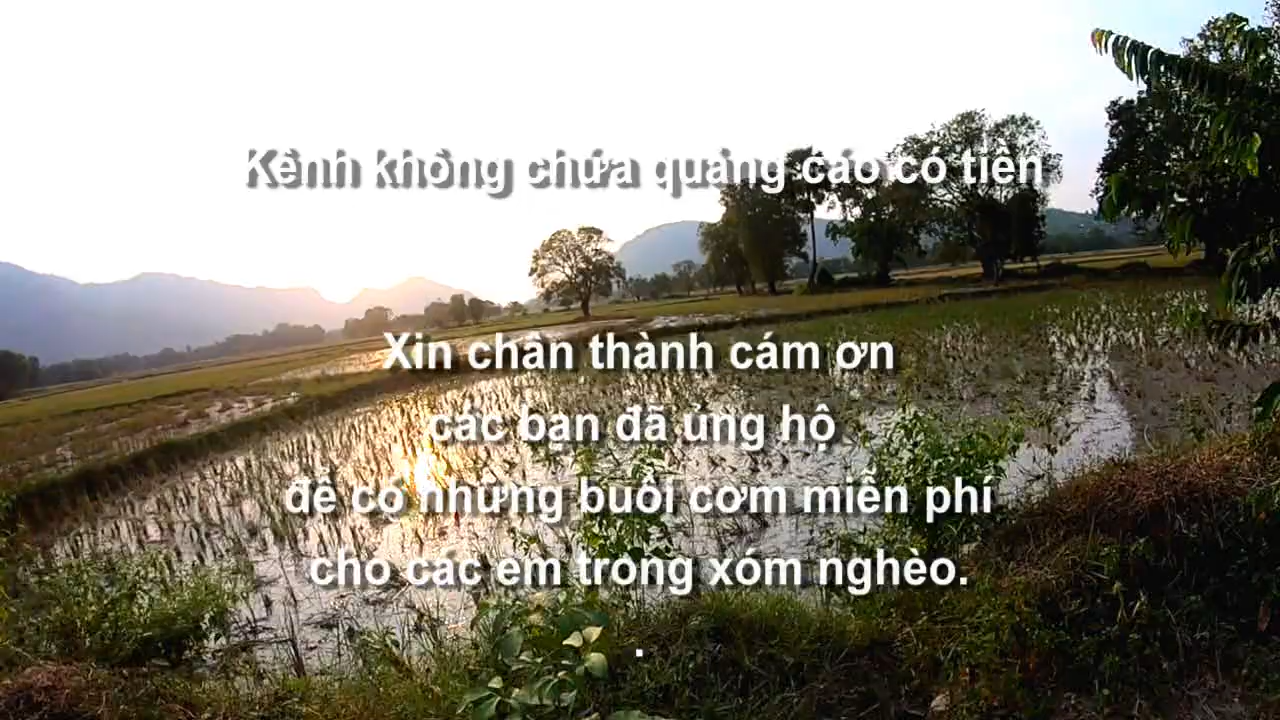 Kênh không chứa quảng cáo có tiền
Xin chân thành cám ơn
các bạn đã ủng hộ
để có những buổi cơm miễn phí
cho các em trong xóm nghèo.
.